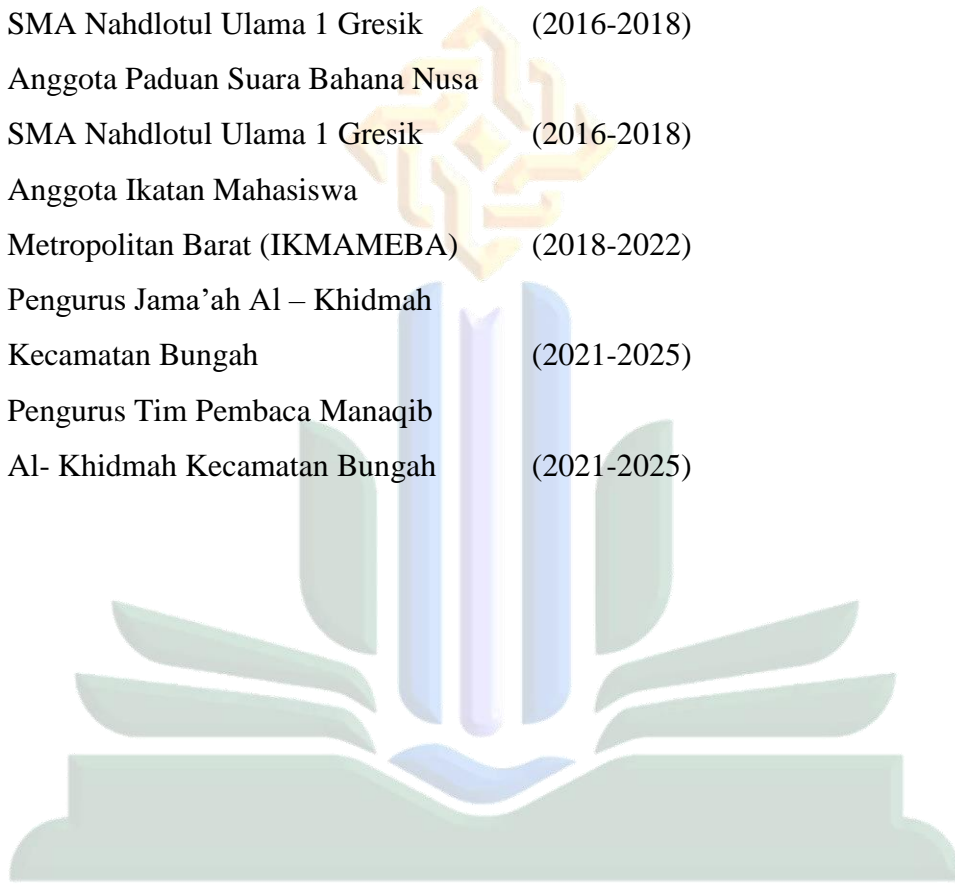 SMA Nahdlotul Ulama 1 Gresik (2016-2018)
Anggota Paduan Suara Bahana Nusa
SMA Nahdlotul Ulama 1 Gresik (2016-2018)
Anggota Ikatan Mahasiswa
Metropolitan Barat (IKMAMEBA) (2018-2022)
Pengurus Jama’ah Al – Khidmah
Kecamatan Bungah (2021-2025)
Pengurus Tim Pembaca Manaqib
Al- Khidmah Kecamatan Bungah (2021-2025)